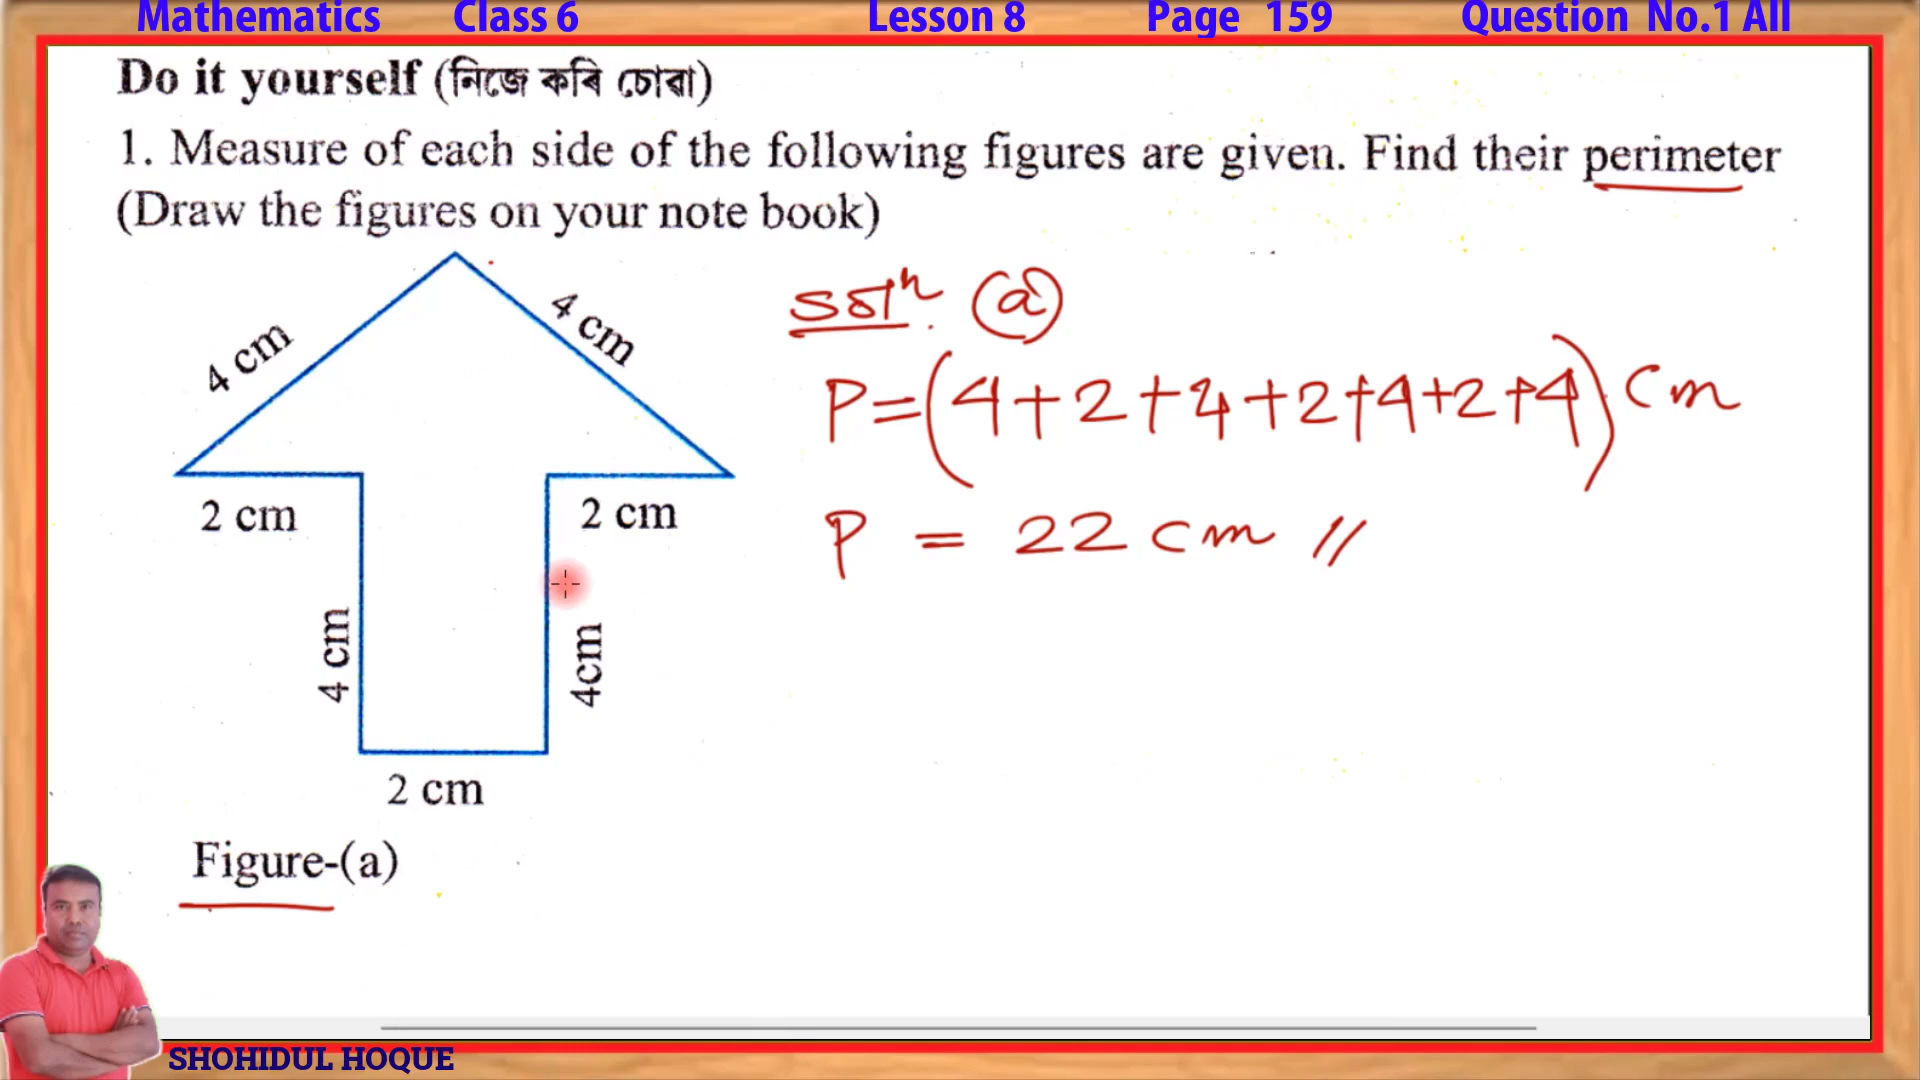 Mathematics Class 6 Lesson 8 Page 159 Question No.1 All
Do it yourself (নিজে কৰি চোৱা)
1. Measure of each side of the following figures are given. Find their perimeter
(Draw the figures on your note book)
4 cm
4 cm
2 cm
2 cm
4 cm
4cm
2 cm
Figure-(a)
Solⁿ. (a)
P=(4+2+4+2+4+2+4) cm
P = 22 cm //
SHOHIDUL HOQUE